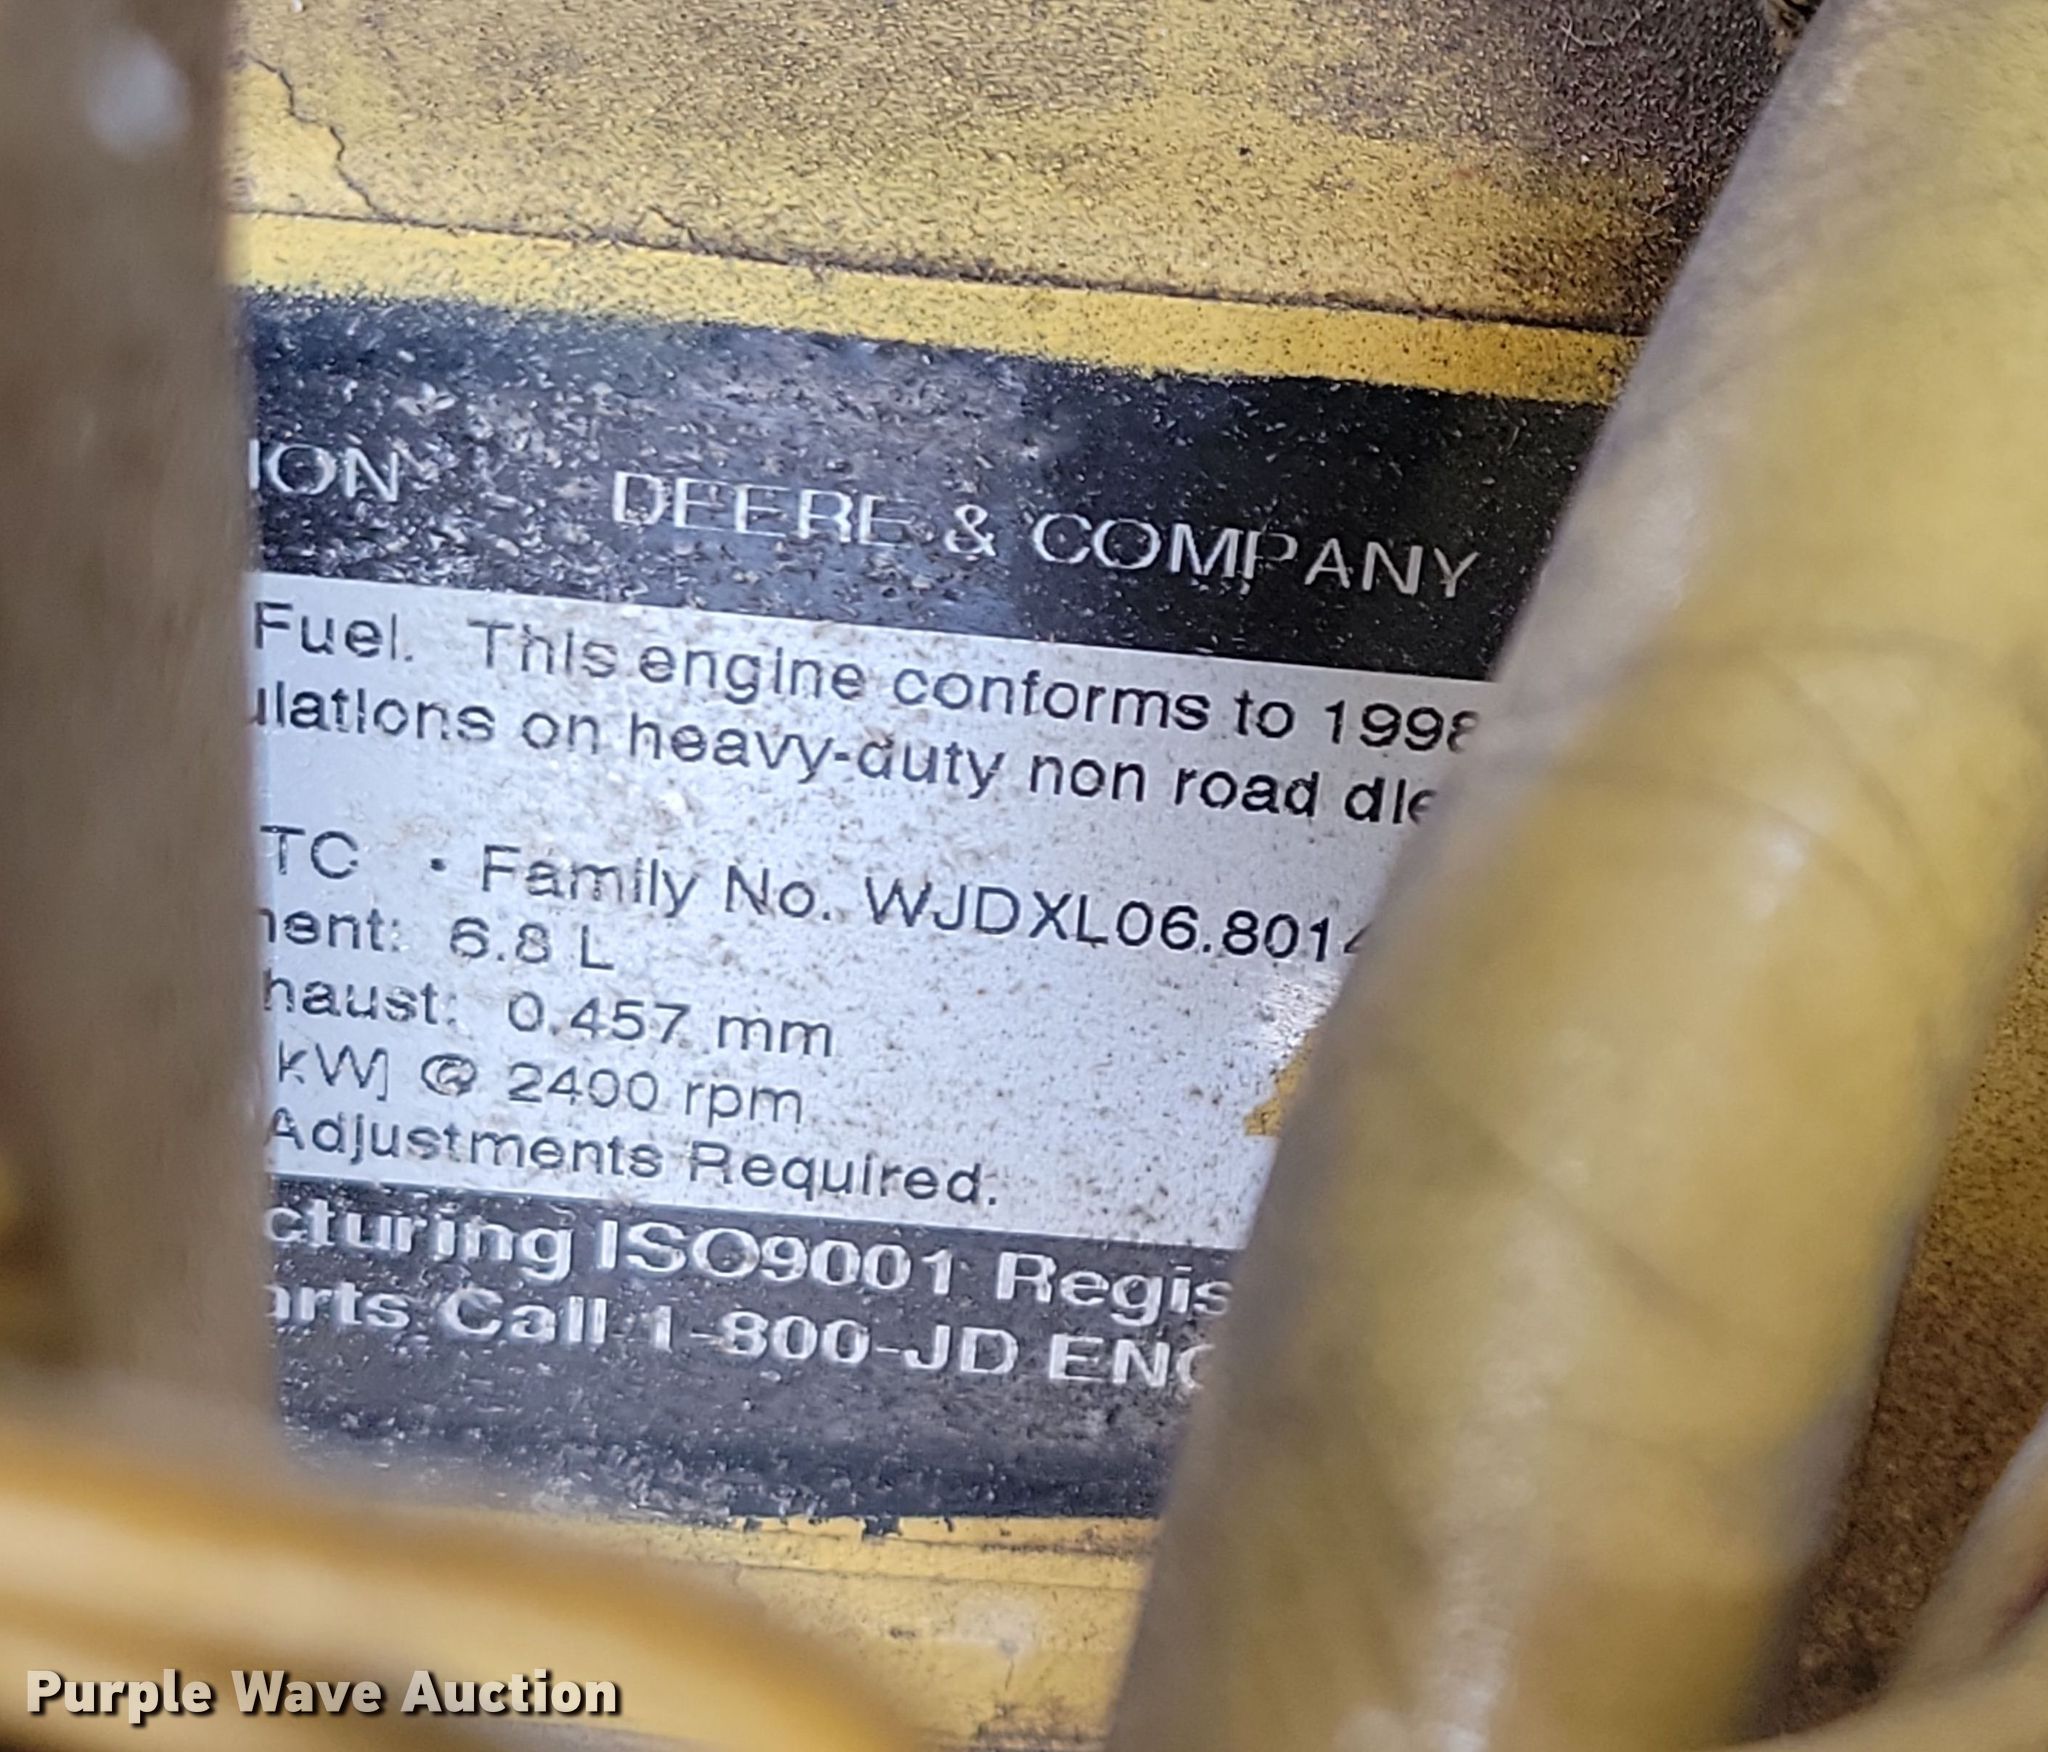 ION DEERE & COMPANY
Fuel. This engine conforms to 1998
ulations on heavy-duty non road die
TC • Family No. WJDXL06.8014
ment: 6.8 L
haust: 0.457 mm
kW] @ 2400 rpm
Adjustments Required.
cturing ISO9001 Regis
arts Call 1-800-JD ENG
Purple Wave Auction